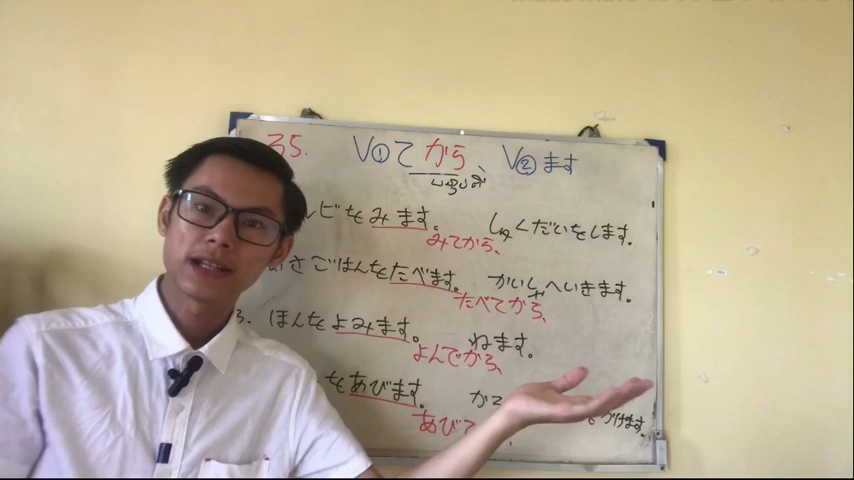 35. V①てから、V②ます
ビをみます。 しゅくだいをします。
みてから、
さごはんをたべます。 かいしゃへいきます。
たべてから、
3. ほんをよみます。 ねます。
よんでから、
をあびます。
あびて